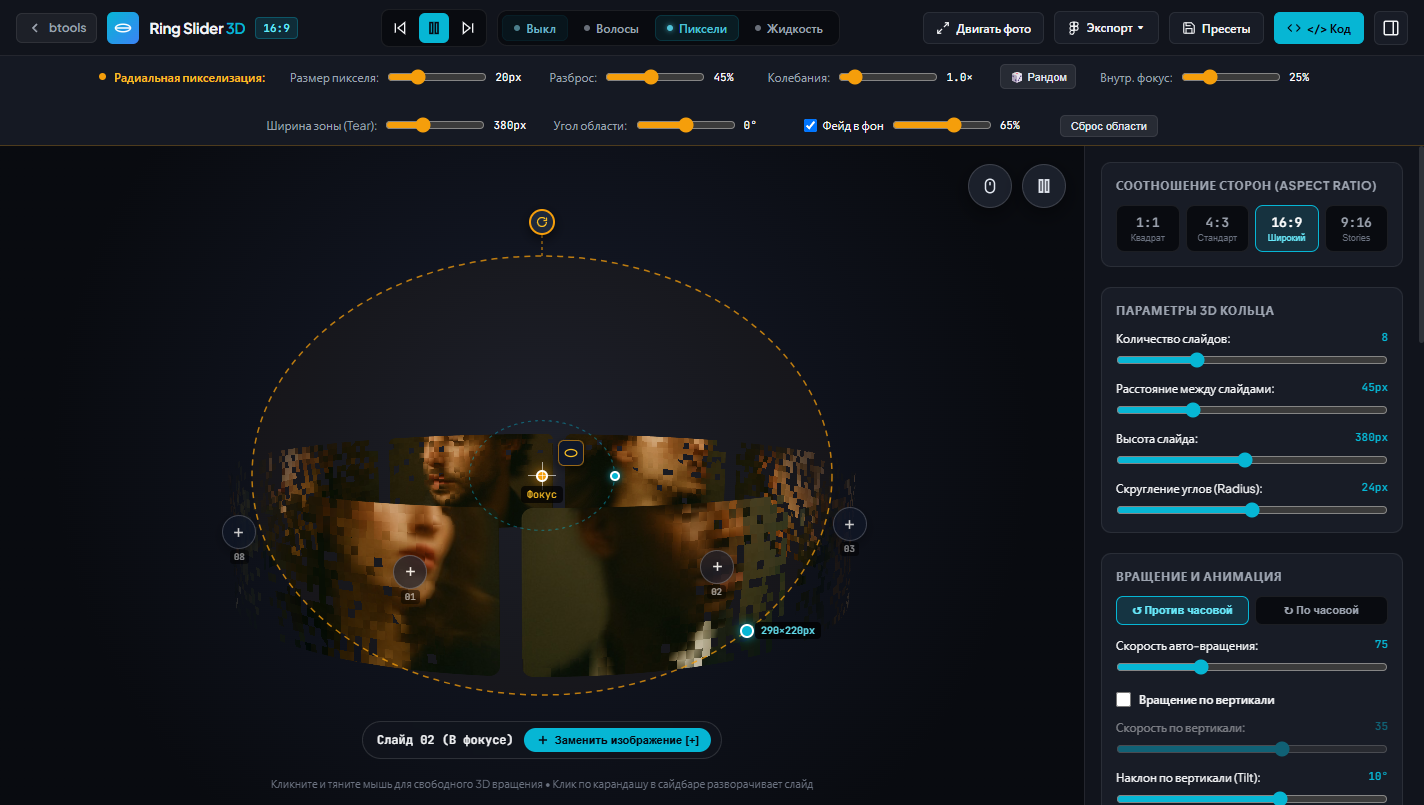 btools
Ring Slider 3D
16:9
Выкл
Волосы
Пиксели
Жидкость
Двигать фото
Экспорт
Пресеты
</> Код
Радиальная пикселизация:
Размер пикселя: 20px
Разброс: 45%
Колебания: 1.0×
Рандом
Внутр. фокус: 25%
Ширина зоны (Tear): 380px
Угол области: 0°
Фейд в фон 65%
Сброс области
СООТНОШЕНИЕ СТОРОН (ASPECT RATIO)
1:1 4:3 16:9 9:16
Квадрат Стандарт Широкий Stories
ПАРАМЕТРЫ 3D КОЛЬЦА
Количество слайдов: 8
Расстояние между слайдами: 45px
Высота слайда: 380px
Скругление углов (Radius): 24px
ВРАЩЕНИЕ И АНИМАЦИЯ
↺ Против часовой ↻ По часовой
Скорость авто-вращения: 75
Вращение по вертикали
Скорость по вертикали: 35
Наклон по вертикали (Tilt): 10°
Фокус
08
01
02
03
290×220px
Слайд 02 (В фокусе) + Заменить изображение [+]
Кликните и тяните мышь для свободного 3D вращения • Клик по карандашу в сайдбаре разворачивает слайд